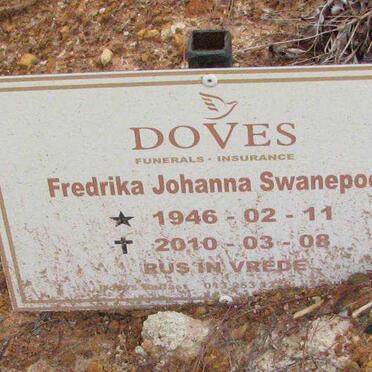 DOVES
FUNERALS - INSURANCE
Fredrika Johanna Swanepoe
1946 - 02 - 11
2010 - 03 - 08
RUS IN VREDE